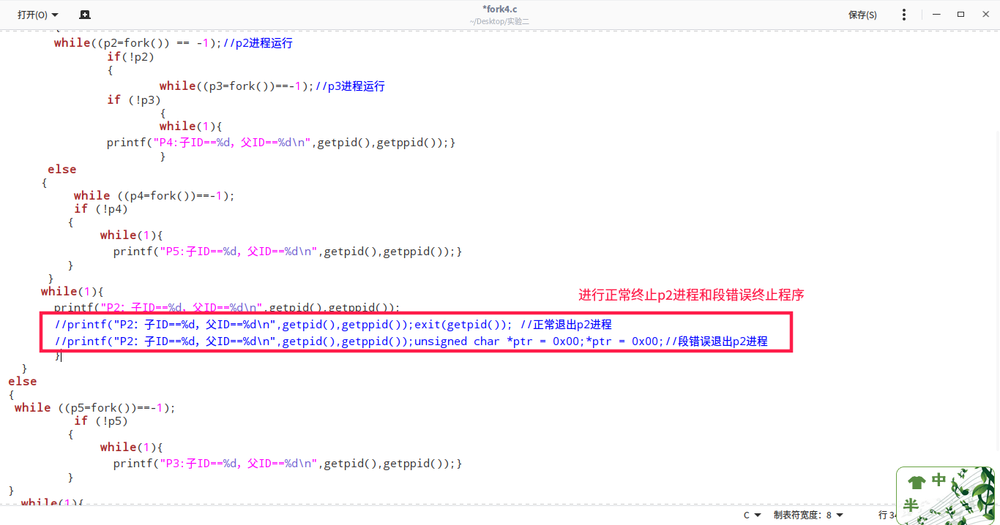 打开(O)
*fork4.c
~/Desktop/实验二
保存(S)
{
while((p2=fork()) == -1);//p2进程运行
if(!p2)
{
while((p3=fork())==-1);//p3进程运行
if (!p3)
{
while(1){
printf("P4:子ID==%d，父ID==%d\n",getpid(),getppid());}
}
else
{
while ((p4=fork())==-1);
if (!p4)
{
while(1){
printf("P5:子ID==%d，父ID==%d\n",getpid(),getppid());}
}
}
while(1){
进行正常终止p2进程和段错误终止程序
printf("P2：子ID==%d，父ID==%d\n",getpid(),getppid());
//printf("P2：子ID==%d，父ID==%d\n",getpid(),getppid());exit(getpid()); //正常退出p2进程
//printf("P2：子ID==%d，父ID==%d\n",getpid(),getppid());unsigned char *ptr = 0x00;*ptr = 0x00;//段错误退出p2进程
}
}
else
{
while ((p5=fork())==-1);
if (!p5)
{
while(1){
printf("P3:子ID==%d，父ID==%d\n",getpid(),getppid());}
}
}
while(1){
中
半
C
制表符宽度：8
行 34